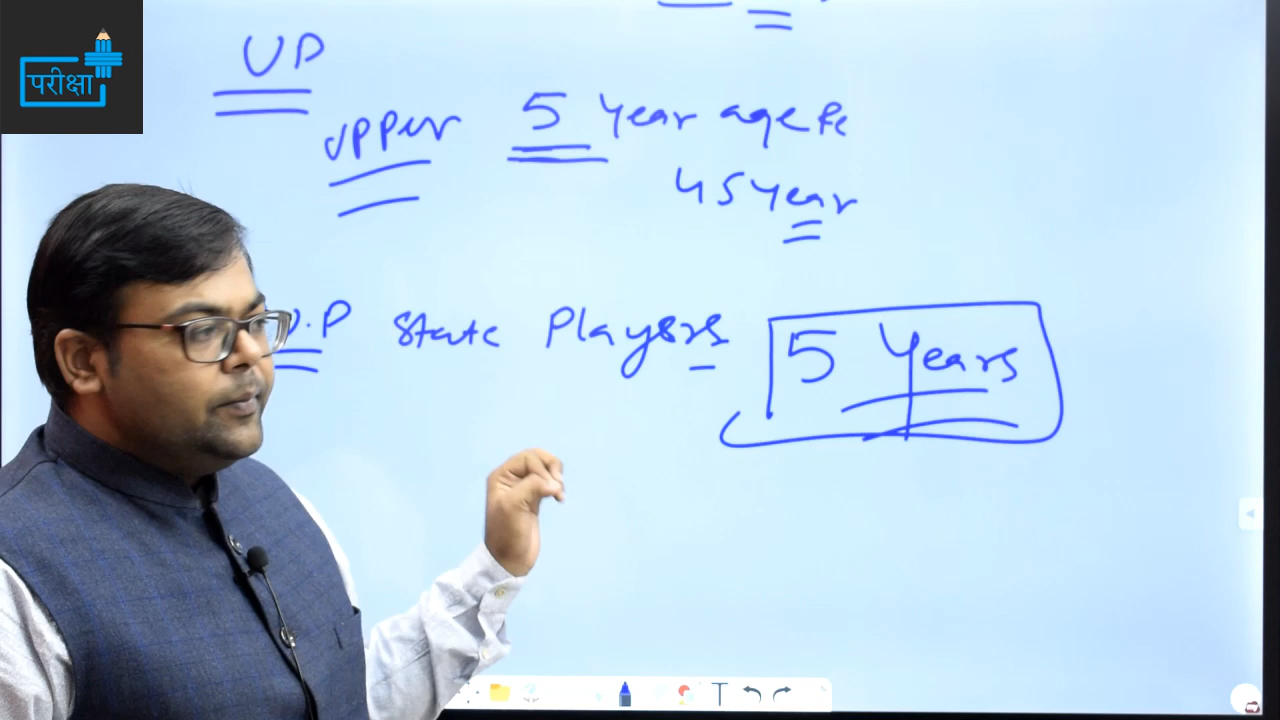 परीक्षा
UP
upper 5 year age Re
45 year
U.P state Players 5 Years
T